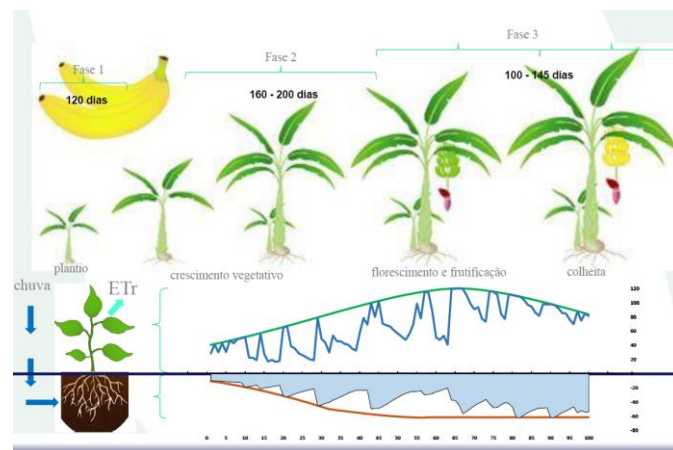 Fase 1
Fase 2
Fase 3
120 dias
160 - 200 dias
100 - 145 dias
plantio
crescimento vegetativo
florescimento e frutificação
colheita
chuva
ETr
120
100
80
60
40
20
0
-20
-40
-60
-80
0 5 10 15 20 25 30 35 40 45 50 55 60 65 70 75 80 85 90 95 100